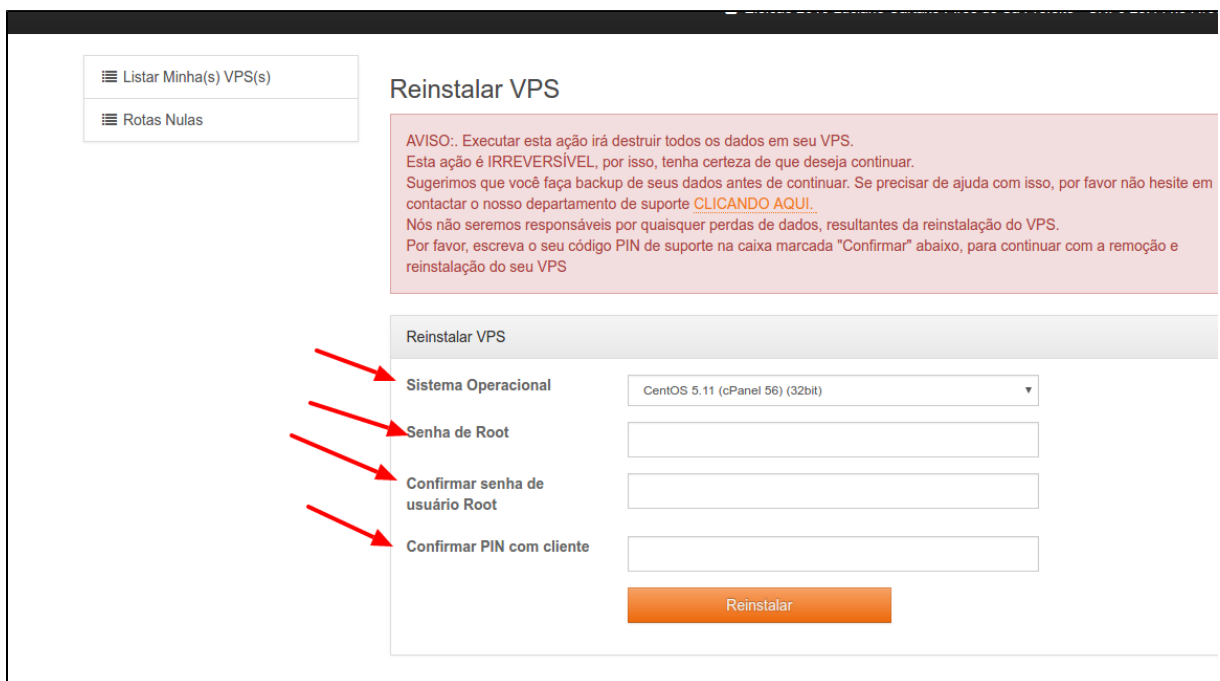 Listar Minha(s) VPS(s)
Rotas Nulas
Reinstalar VPS
AVISO:. Executar esta ação irá destruir todos os dados em seu VPS.
Esta ação é IRREVERSÍVEL, por isso, tenha certeza de que deseja continuar.
Sugerimos que você faça backup de seus dados antes de continuar. Se precisar de ajuda com isso, por favor não hesite em
contactar o nosso departamento de suporte CLICANDO AQUI.
Nós não seremos responsáveis por quaisquer perdas de dados, resultantes da reinstalação do VPS.
Por favor, escreva o seu código PIN de suporte na caixa marcada "Confirmar" abaixo, para continuar com a remoção e
reinstalação do seu VPS
Reinstalar VPS
Sistema Operacional
CentOS 5.11 (cPanel 56) (32bit)
Senha de Root
Confirmar senha de
usuário Root
Confirmar PIN com cliente
Reinstalar